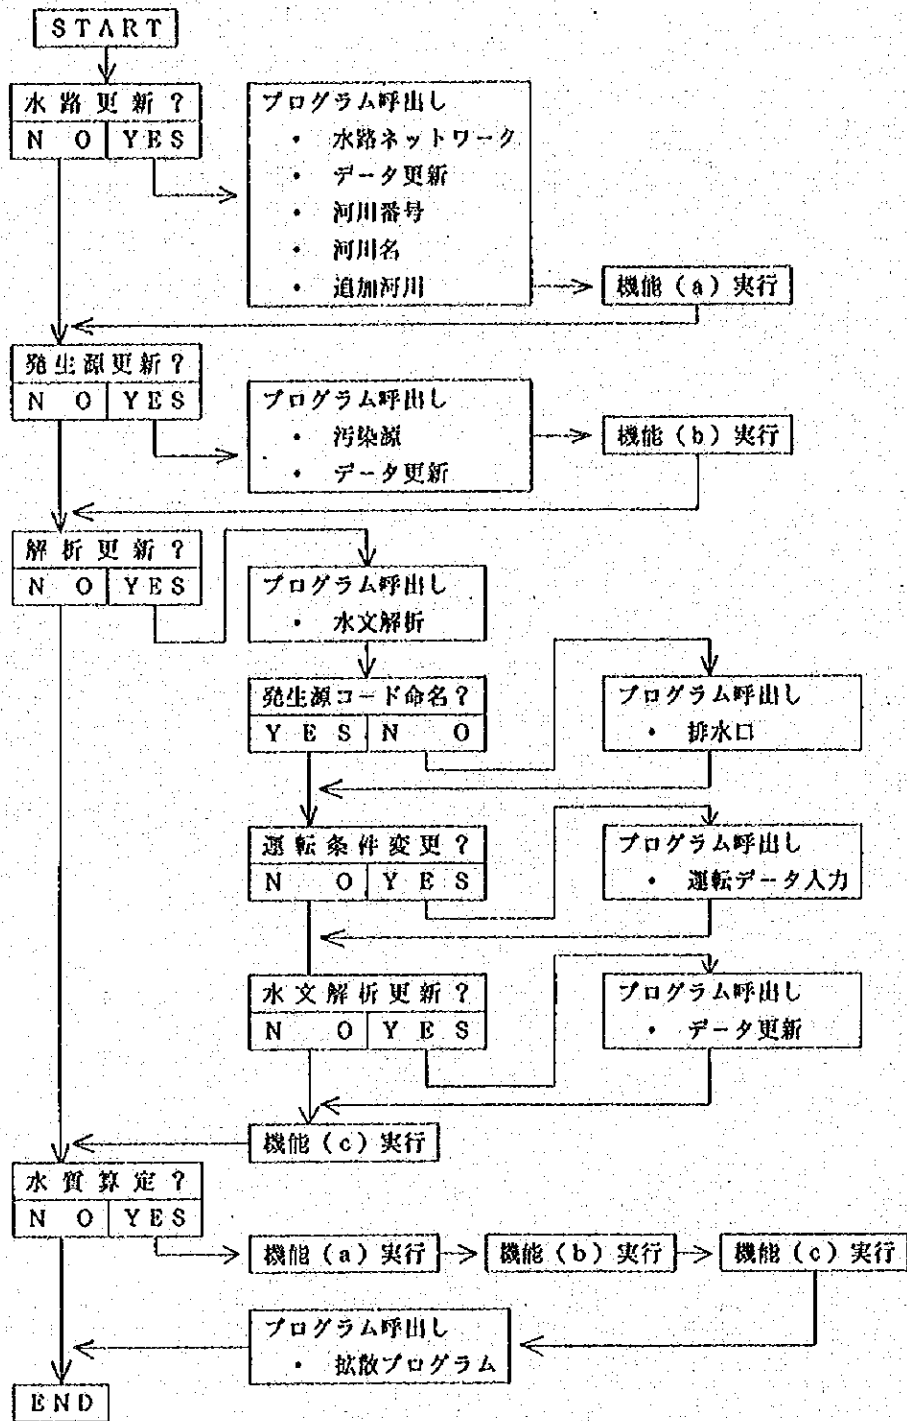 START
水路更新?
NO YES
プログラム呼出し
・ 水路ネットワーク
・ データ更新
・ 河川番号
・ 河川名
・ 追加河川
機能(a)実行
発生源更新?
NO YES
プログラム呼出し
・ 汚染源
・ データ更新
機能(b)実行
解析更新?
NO YES
プログラム呼出し
・ 水文解析
発生源コード命名?
YES NO
プログラム呼出し
・ 排水口
運転条件変更?
NO YES
プログラム呼出し
・ 運転データ入力
水文解析更新?
NO YES
プログラム呼出し
・ データ更新
機能(c)実行
水質算定?
NO YES
機能(a)実行
機能(b)実行
機能(c)実行
プログラム呼出し
・ 拡散プログラム
END